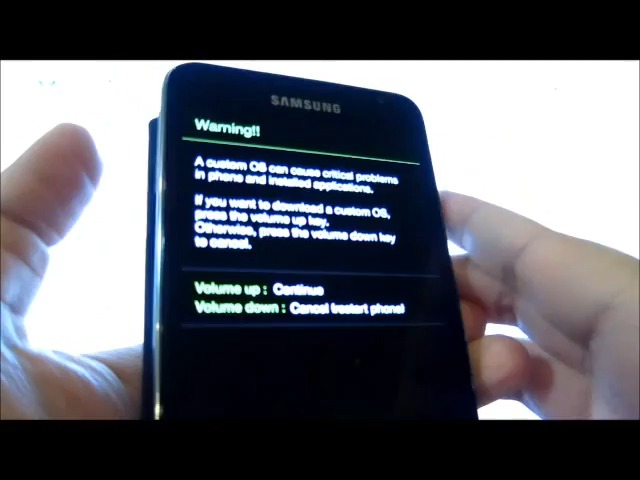 SAMSUNG
Warning!!
A custom OS can cause critical problems
in phone and installed applications.
If you want to download a custom OS,
press the volume up key.
Otherwise, press the volume down key
to cancel.
Volume up : Continue
Volume down : Cancel (restart phone)